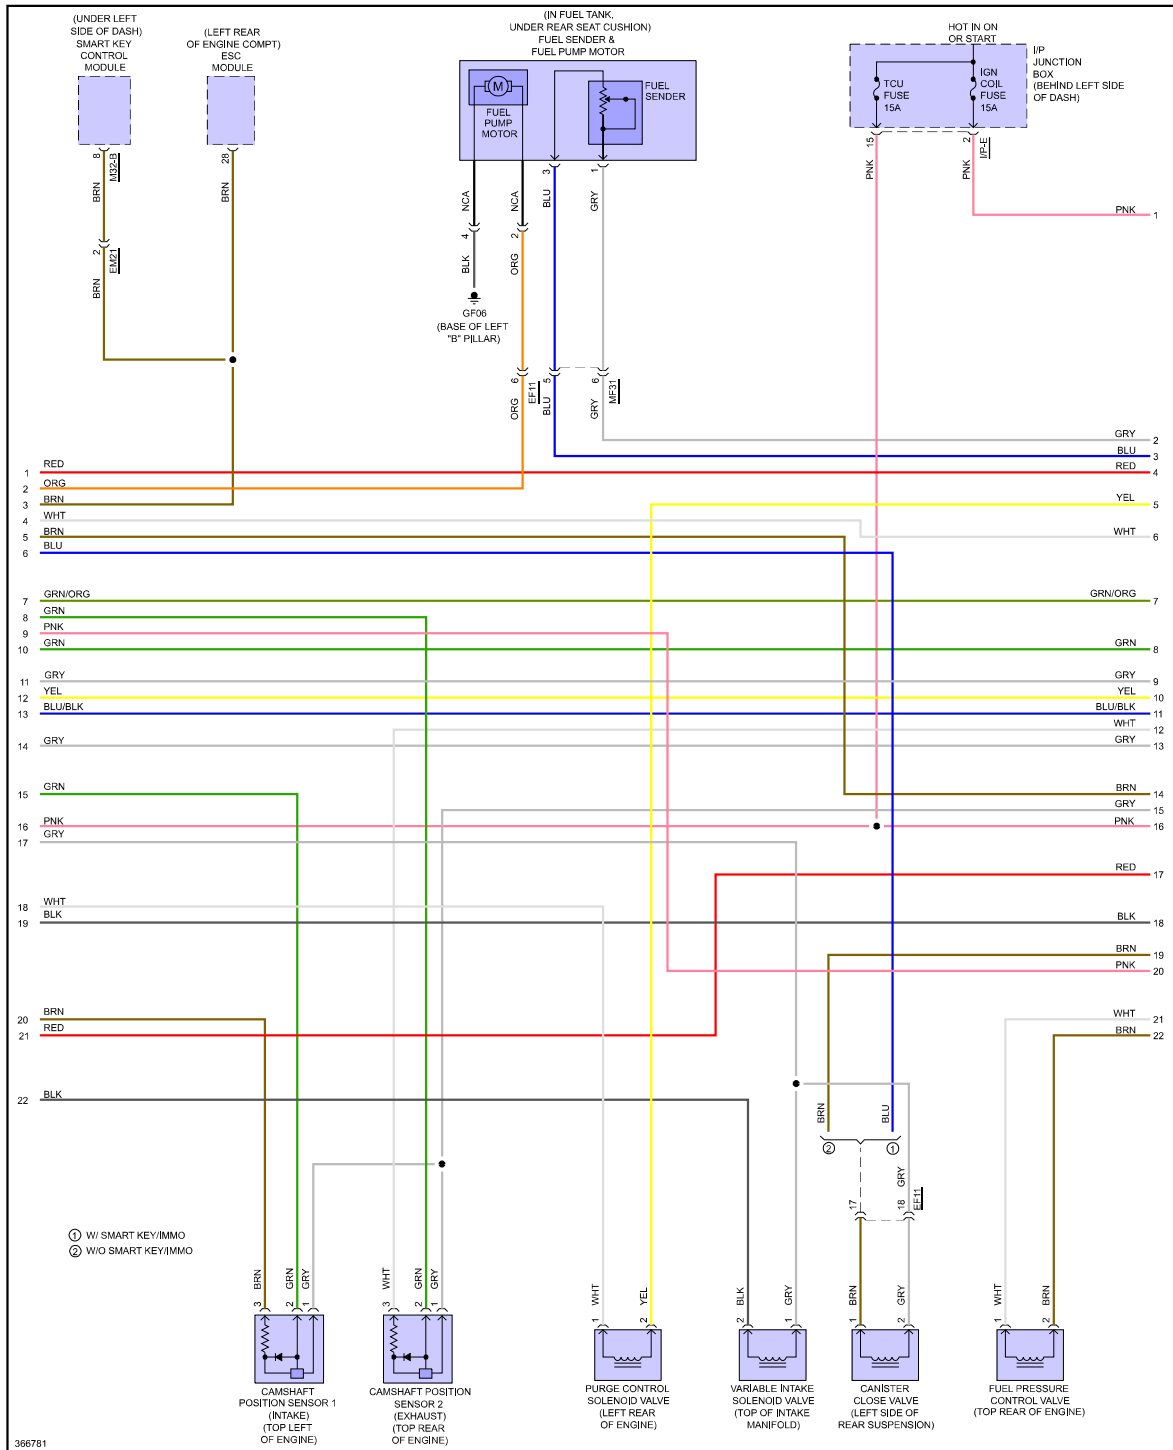 (UNDER LEFT
SIDE OF DASH)
SMART KEY
CONTROL
MODULE
(LEFT REAR
OF ENGINE COMPT)
ESC
MODULE
(IN FUEL TANK,
UNDER REAR SEAT CUSHION)
FUEL SENDER &
FUEL PUMP MOTOR
HOT IN ON
OR START
I/P
JUNCTION
BOX
(BEHIND LEFT SIDE
OF DASH)
M
FUEL
PUMP
MOTOR
FUEL
SENDER
TCU
FUSE
15A
IGN
COIL
FUSE
15A
8
M32-B
28
3
1
15
2
I/P-E
BRN
BRN
NCA
NCA
BLU
GRY
PNK
PNK
PNK 1
2
EM21
4
2
BRN
BLK
ORG
GF06
(BASE OF LEFT
"B" PILLAR)
6
EF11
5
6
MF31
ORG
BLU
GRY
GRY 2
BLU 3
1 RED
RED 4
2 ORG
3 BRN
YEL 5
4 WHT
5 BRN
WHT 6
6 BLU
7 GRN/ORG
GRN/ORG 7
8 GRN
9 PNK
10 GRN
GRN 8
11 GRY
GRY 9
12 YEL
YEL 10
13 BLU/BLK
BLU/BLK 11
WHT 12
14 GRY
GRY 13
15 GRN
BRN 14
GRY 15
16 PNK
PNK 16
17 GRY
RED 17
18 WHT
19 BLK
BLK 18
BRN 19
PNK 20
20 BRN
WHT 21
21 RED
BRN 22
22 BLK
BRN
BLU
2
1
GRY
17
18
EF11
1 W/ SMART KEY/IMMO
2 W/O SMART KEY/IMMO
BRN
GRN
GRY
WHT
GRN
GRY
WHT
YEL
BLK
GRY
BRN
GRY
WHT
BRN
3
2
1
3
2
1
1
2
2
1
1
2
1
2
CAMSHAFT
POSITION SENSOR 1
(INTAKE)
(TOP LEFT
OF ENGINE)
CAMSHAFT POSITION
SENSOR 2
(EXHAUST)
(TOP REAR
OF ENGINE)
PURGE CONTROL
SOLENOID VALVE
(LEFT REAR
OF ENGINE)
VARIABLE INTAKE
SOLENOID VALVE
(TOP OF INTAKE
MANIFOLD)
CANISTER
CLOSE VALVE
(LEFT SIDE OF
REAR SUSPENSION)
FUEL PRESSURE
CONTROL VALVE
(TOP REAR OF ENGINE)
366781